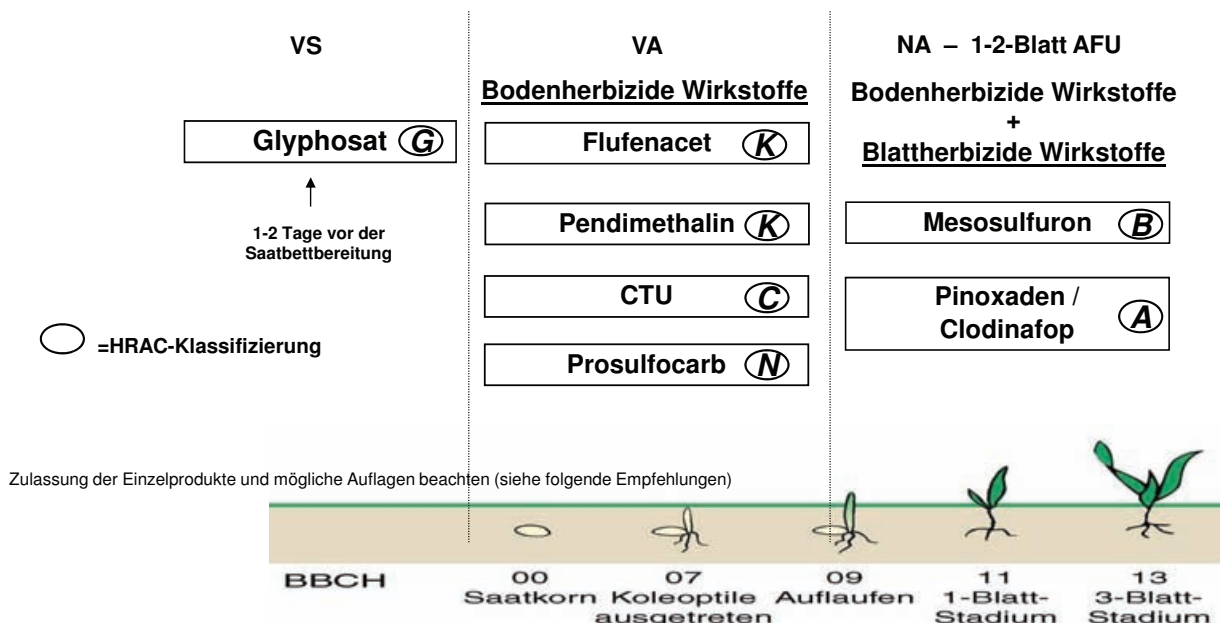 VS
Glyphosat G
1-2 Tage vor der
Saatbettbereitung
=HRAC-Klassifizierung
VA
Bodenherbizide Wirkstoffe
Flufenacet K
Pendimethalin K
CTU C
Prosulfocarb N
NA – 1-2-Blatt AFU
Bodenherbizide Wirkstoffe
+
Blattherbizide Wirkstoffe
Mesosulfuron B
Pinoxaden /
Clodinafop A
Zulassung der Einzelprodukte und mögliche Auflagen beachten (siehe folgende Empfehlungen)
BBCH 00 07 09 11 13
Saatkorn Koleoptile Auflaufen 1-Blatt- 3-Blatt-
ausgetreten Stadium Stadium